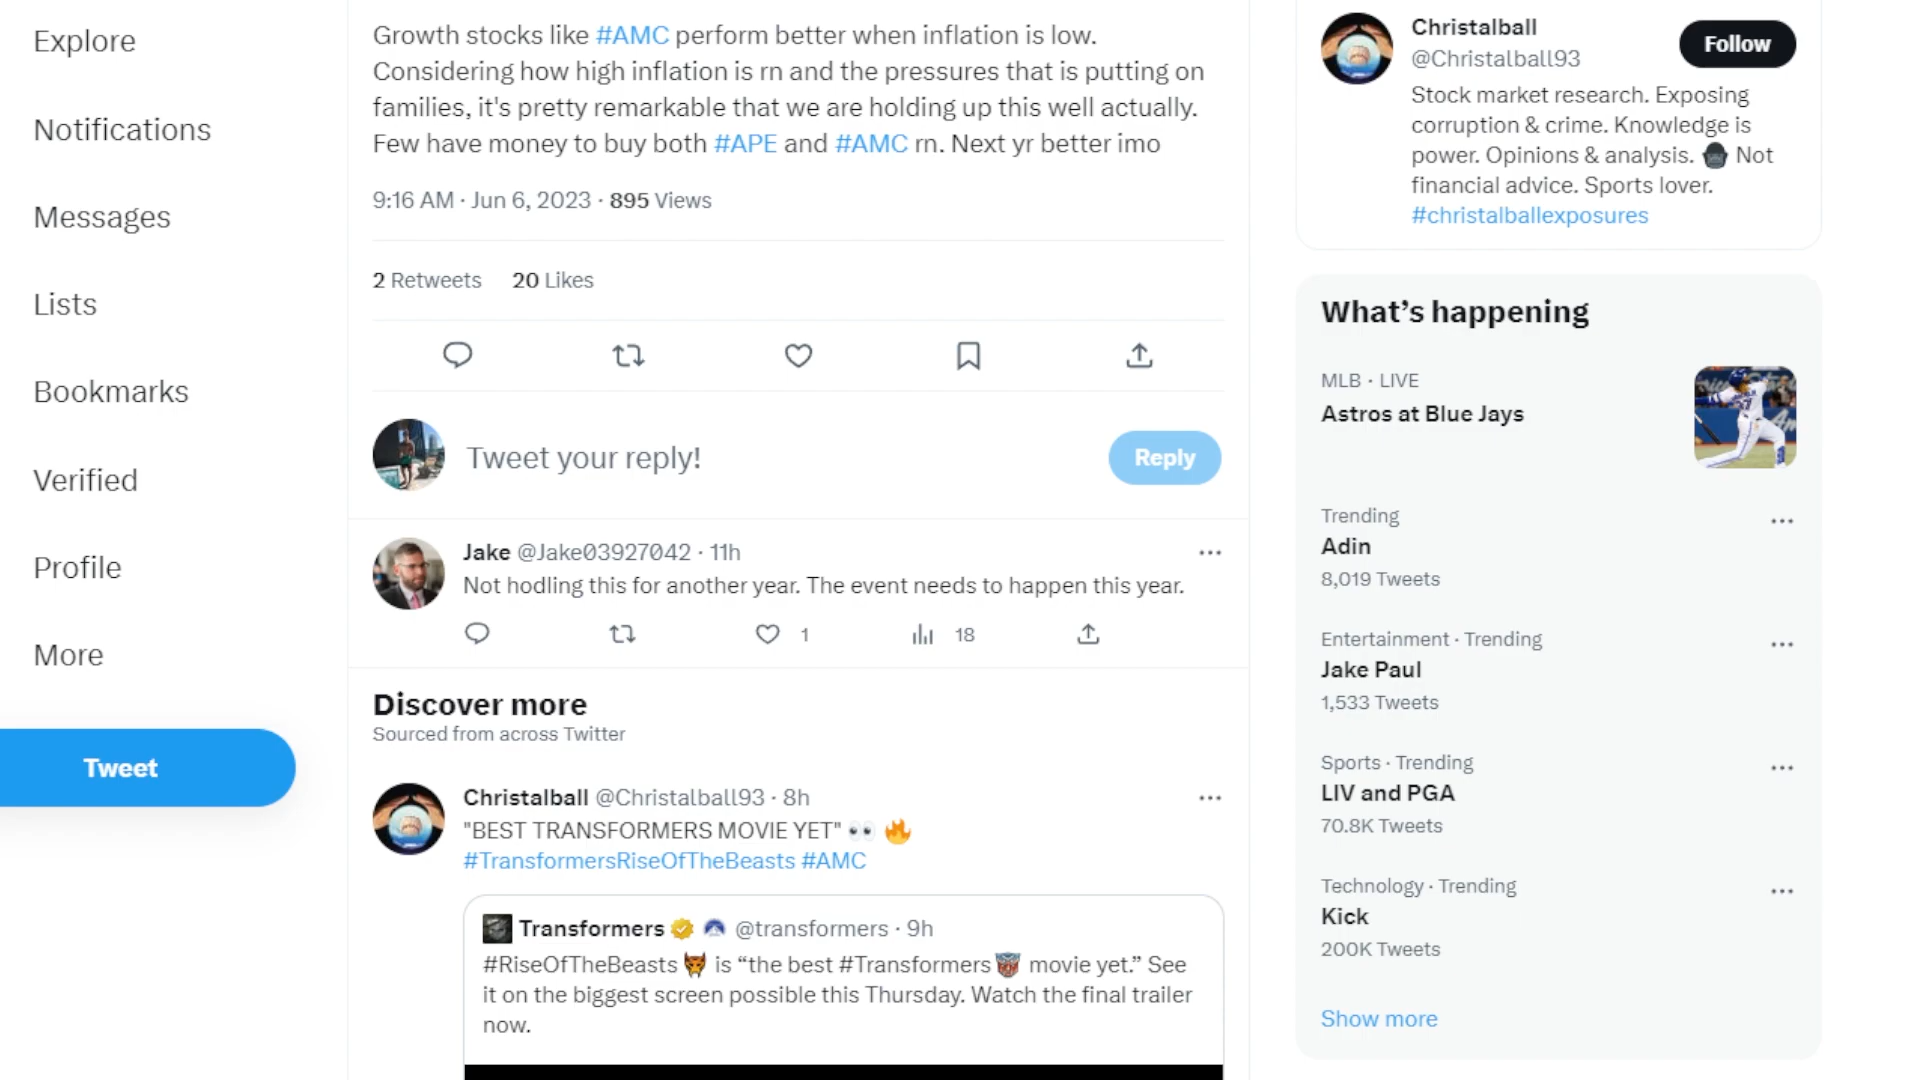 Explore
Notifications
Messages
Lists
Bookmarks
Verified
Profile
More
Tweet
Growth stocks like #AMC perform better when inflation is low.
Considering how high inflation is rn and the pressures that is putting on
families, it's pretty remarkable that we are holding up this well actually.
Few have money to buy both #APE and #AMC rn. Next yr better imo
9:16 AM · Jun 6, 2023 · 895 Views
2 Retweets 20 Likes
Tweet your reply!
Reply
Jake @Jake03927042 · 11h
Not hodling this for another year. The event needs to happen this year.
1 18
Discover more
Sourced from across Twitter
Christalball @Christalball93 · 8h
"BEST TRANSFORMERS MOVIE YET" 👀 🔥
#TransformersRiseOfTheBeasts #AMC
Transformers @transformers · 9h
#RiseOfTheBeasts is “the best #Transformers movie yet.” See
it on the biggest screen possible this Thursday. Watch the final trailer
now.
Christalball
@Christalball93
Follow
Stock market research. Exposing
corruption & crime. Knowledge is
power. Opinions & analysis. Not
financial advice. Sports lover.
#christalballexposures
What’s happening
MLB · LIVE
Astros at Blue Jays
Trending
Adin
8,019 Tweets
Entertainment · Trending
Jake Paul
1,533 Tweets
Sports · Trending
LIV and PGA
70.8K Tweets
Technology · Trending
Kick
200K Tweets
Show more